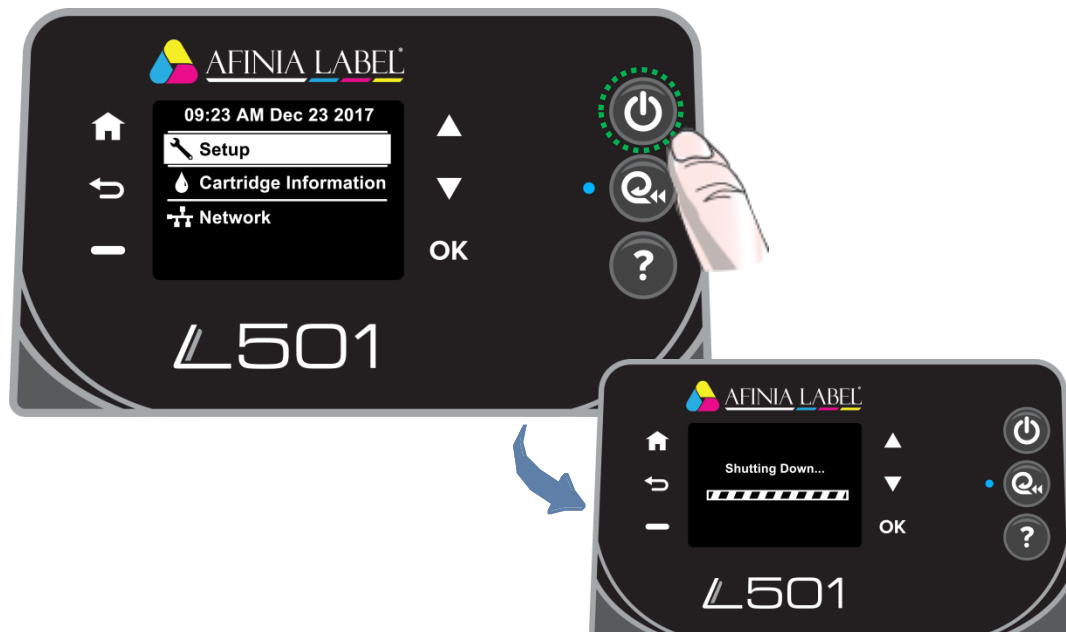 AFINIA LABEL®
09:23 AM Dec 23 2017
Setup
Cartridge Information
Network
OK
?
L501
AFINIA LABEL
Shutting Down...
OK
?
L501